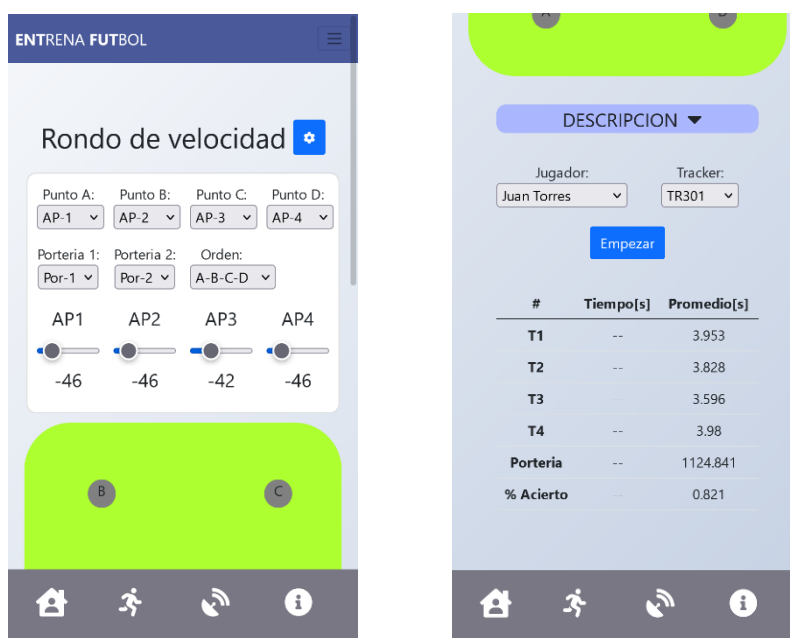 ENTRENA FUTBOL
Rondo de velocidad
Punto A: Punto B: Punto C: Punto D:
AP-1 AP-2 AP-3 AP-4
Porteria 1: Porteria 2: Orden:
Por-1 Por-2 A-B-C-D
AP1 AP2 AP3 AP4
-46 -46 -42 -46
B C
A D
DESCRIPCION
Jugador: Tracker:
Juan Torres TR301
Empezar
# Tiempo[s] Promedio[s]
T1 -- 3.953
T2 -- 3.828
T3 -- 3.596
T4 -- 3.98
Porteria -- 1124.841
% Acierto -- 0.821